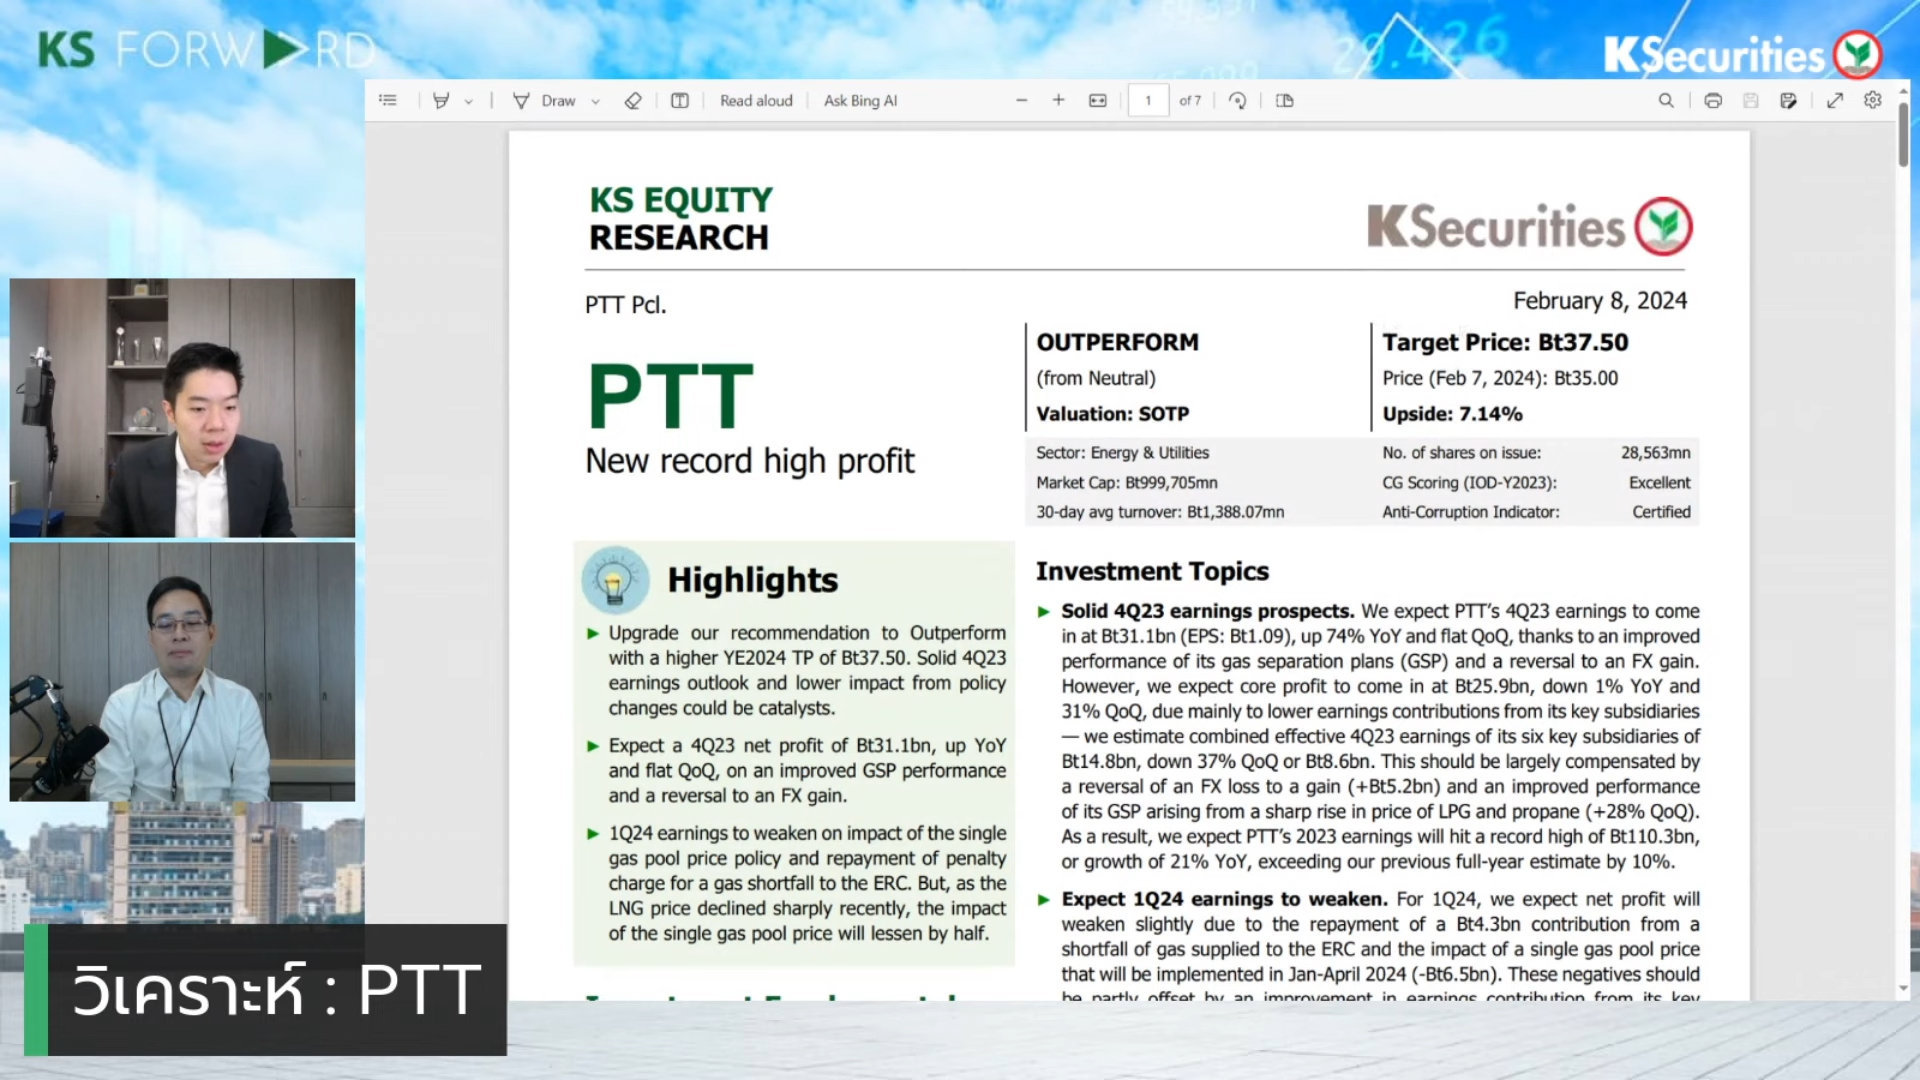 KS FORWARD
29.426
KSecurities
Draw
Read aloud
Ask Bing AI
1
of 7
KS EQUITY
RESEARCH
KSecurities
PTT Pcl.
February 8, 2024
PTT
New record high profit
OUTPERFORM
(from Neutral)
Valuation: SOTP
Target Price: Bt37.50
Price (Feb 7, 2024): Bt35.00
Upside: 7.14%
Sector: Energy & Utilities
Market Cap: Bt999,705mn
30-day avg turnover: Bt1,388.07mn
No. of shares on issue: 28,563mn
CG Scoring (IOD-Y2023): Excellent
Anti-Corruption Indicator: Certified
Highlights
Upgrade our recommendation to Outperform
with a higher YE2024 TP of Bt37.50. Solid 4Q23
earnings outlook and lower impact from policy
changes could be catalysts.
Expect a 4Q23 net profit of Bt31.1bn, up YoY
and flat QoQ, on an improved GSP performance
and a reversal to an FX gain.
1Q24 earnings to weaken on impact of the single
gas pool price policy and repayment of penalty
charge for a gas shortfall to the ERC. But, as the
LNG price declined sharply recently, the impact
of the single gas pool price will lessen by half.
Investment Topics
Solid 4Q23 earnings prospects. We expect PTT's 4Q23 earnings to come
in at Bt31.1bn (EPS: Bt1.09), up 74% YoY and flat QoQ, thanks to an improved
performance of its gas separation plans (GSP) and a reversal to an FX gain.
However, we expect core profit to come in at Bt25.9bn, down 1% YoY and
31% QoQ, due mainly to lower earnings contributions from its key subsidiaries
— we estimate combined effective 4Q23 earnings of its six key subsidiaries of
Bt14.8bn, down 37% QoQ or Bt8.6bn. This should be largely compensated by
a reversal of an FX loss to a gain (+Bt5.2bn) and an improved performance
of its GSP arising from a sharp rise in price of LPG and propane (+28% QoQ).
As a result, we expect PTT's 2023 earnings will hit a record high of Bt110.3bn,
or growth of 21% YoY, exceeding our previous full-year estimate by 10%.
Expect 1Q24 earnings to weaken. For 1Q24, we expect net profit will
weaken slightly due to the repayment of a Bt4.3bn contribution from a
shortfall of gas supplied to the ERC and the impact of a single gas pool price
that will be implemented in Jan-April 2024 (-Bt6.5bn). These negatives should
be partly offset by an improvement in earnings contribution from its key
วิเคราะห์ : PTT